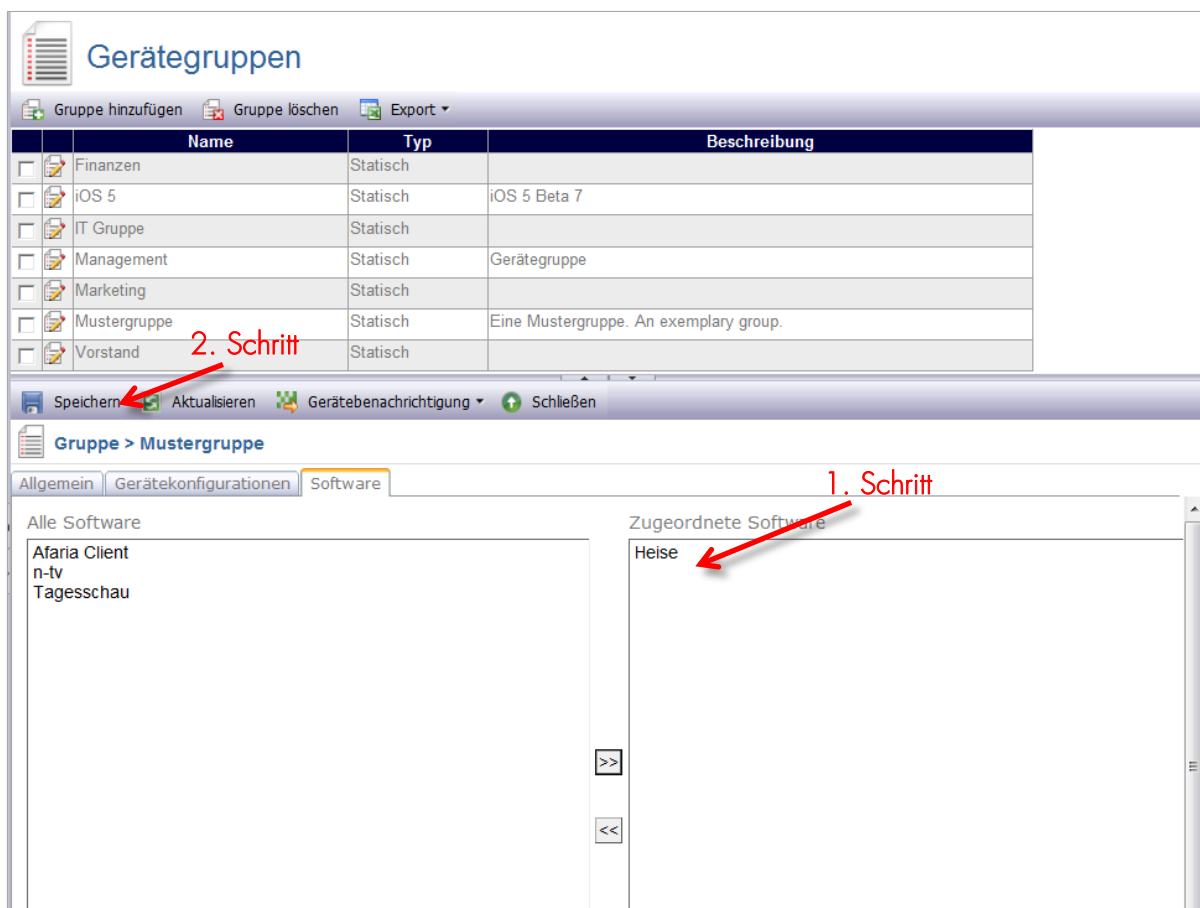 Gerätegruppen
Gruppe hinzufügen Gruppe löschen Export
Name Typ Beschreibung
Finanzen Statisch
iOS 5 Statisch iOS 5 Beta 7
IT Gruppe Statisch
Management Statisch Gerätegruppe
Marketing Statisch
Mustergruppe Statisch Eine Mustergruppe. An exemplary group.
2. Schritt
Vorstand Statisch
Speichern Aktualisieren Gerätebenachrichtigung Schließen
Gruppe > Mustergruppe
Allgemein Gerätekonfigurationen Software
1. Schritt
Alle Software Zugeordnete Software
Afaria Client Heise
n-tv
Tagesschau
>>
<<